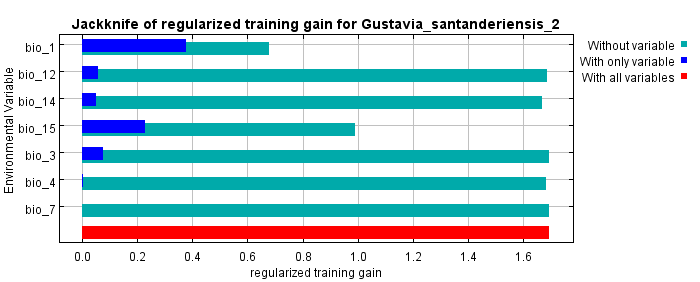 Jackknife of regularized training gain for Gustavia_santanderiensis_2
Without variable
With only variable
With all variables
Environmental Variable
bio_1
bio_12
bio_14
bio_15
bio_3
bio_4
bio_7
0.0 0.2 0.4 0.6 0.8 1.0 1.2 1.4 1.6
regularized training gain